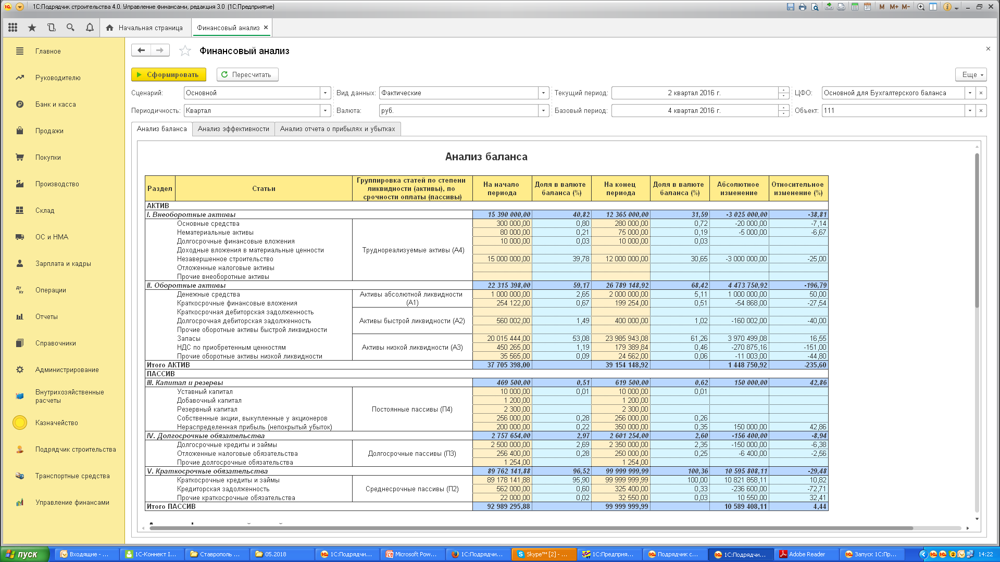 1С:Подрядчик строительства 4.0. Управление финансами, редакция 3.0 (1С:Предприятие)
M M+ M-
Начальная страница
Финансовый анализ ×
Главное
Руководителю
Банк и касса
Продажи
Покупки
Производство
Склад
ОС и НМА
Зарплата и кадры
Дт Кт Операции
Отчеты
Справочники
Администрирование
Внутрихозяйственные
расчеты
Казначейство
Подрядчик строительства
Транспортные средства
Управление финансами
Финансовый анализ
Сформировать Пересчитать Еще
Сценарий: Основной Вид данных: Фактические Текущий период: 2 квартал 2016 г. ЦФО: Основной для Бухгалтерского баланса
Периодичность: Квартал Валюта: руб. Базовый период: 4 квартал 2016 г. Объект: 111
Анализ баланса Анализ эффективности Анализ отчета о прибылях и убытках
Анализ баланса
Раздел Статьи Группировка статей по степени ликвидности (активы), по срочности оплаты (пассивы) На начало периода Доля в валюте баланса (%) На конец периода Доля в валюте баланса (%) Абсолютное изменение Относительное изменение (%)
АКТИВ
I. Внеоборотные активы 15 390 000,00 40,82 12 365 000,00 31,59 -3 025 000,00 -38,81
Основные средства 300 000,00 0,80 280 000,00 0,72 -20 000,00 -7,14
Нематериальные активы 80 000,00 0,21 75 000,00 0,19 -5 000,00 -6,67
Долгосрочные финансовые вложения 10 000,00 0,03 10 000,00 0,03
Доходные вложения в материальные ценности Труднореализуемые активы (А4)
Незавершенное строительство 15 000 000,00 39,78 12 000 000,00 30,65 -3 000 000,00 -25,00
Отложенные налоговые активы
Прочие внеоборотные активы
II. Оборотные активы 22 315 398,00 59,17 26 789 148,92 68,42 4 473 750,92 -196,79
Денежные средства Активы абсолютной ликвидности 1 000 000,00 2,65 2 000 000,00 5,11 1 000 000,00 50,00
Краткосрочные финансовые вложения (А1) 254 122,00 0,67 199 254,00 0,51 -54 868,00 -27,54
Краткосрочная дебиторская задолженность
Долгосрочная дебиторская задолженность Активы быстрой ликвидности (А2) 560 002,00 1,49 400 000,00 1,02 -160 002,00 -40,00
Прочие оборотные активы быстрой ликвидности
Запасы 20 015 444,00 53,08 23 985 943,08 61,26 3 970 499,08 16,55
НДС по приобретенным ценностям Активы низкой ликвидности (А3) 450 265,00 1,19 179 389,84 0,46 -270 875,16 -151,00
Прочие оборотные активы низкой ликвидности 35 565,00 0,09 24 562,00 0,06 -11 003,00 -44,80
Итого АКТИВ 37 705 398,00 39 154 148,92 1 448 750,92 -235,60
ПАССИВ
III. Капитал и резервы 469 500,00 0,51 619 500,00 0,62 150 000,00 42,86
Уставный капитал 10 000,00 0,01 10 000,00 0,01
Добавочный капитал 1 200,00 1 200,00
Резервный капитал Постоянные пассивы (П4) 2 300,00 2 300,00
Собственные акции, выкупленные у акционеров 256 000,00 0,28 256 000,00 0,26
Нераспределенная прибыль (непокрытый убыток) 200 000,00 0,22 350 000,00 0,35 150 000,00 42,86
IV. Долгосрочные обязательства 2 757 654,00 2,97 2 601 254,00 2,60 -156 400,00 -8,94
Долгосрочные кредиты и займы 2 500 000,00 2,69 2 350 000,00 2,35 -150 000,00 -6,38
Отложенные налоговые обязательства Долгосрочные пассивы (П3) 256 400,00 0,28 250 000,00 0,25 -6 400,00 -2,56
Прочие долгосрочные обязательства 1 254,00 1 254,00
V. Краткосрочные обязательства 89 762 141,88 96,52 99 999 999,99 100,36 10 595 808,11 -29,48
Краткосрочные кредиты и займы 89 178 141,88 95,90 99 999 999,99 100,00 10 821 858,11 10,82
Кредиторская задолженность Среднесрочные пассивы (П2) 562 000,00 0,60 325 400,00 0,33 -236 600,00 -72,71
Прочие краткосрочные обязательства 22 000,00 0,02 32 550,00 0,03 10 550,00 32,41
Итого ПАССИВ 92 989 295,88 99 999 999,99 10 589 408,11 4,44
пуск Входящие - ... 1С-Коннект I... Ставрополь ... 05.2018 1С:Подрядчи... Microsoft Pow... 1С:Подрядчи... Skype™ [2] - ... 1С:Предприя... Подрядчик с... 1С:Подрядчи... Adobe Reader Запуск 1С:Пр... 14:22